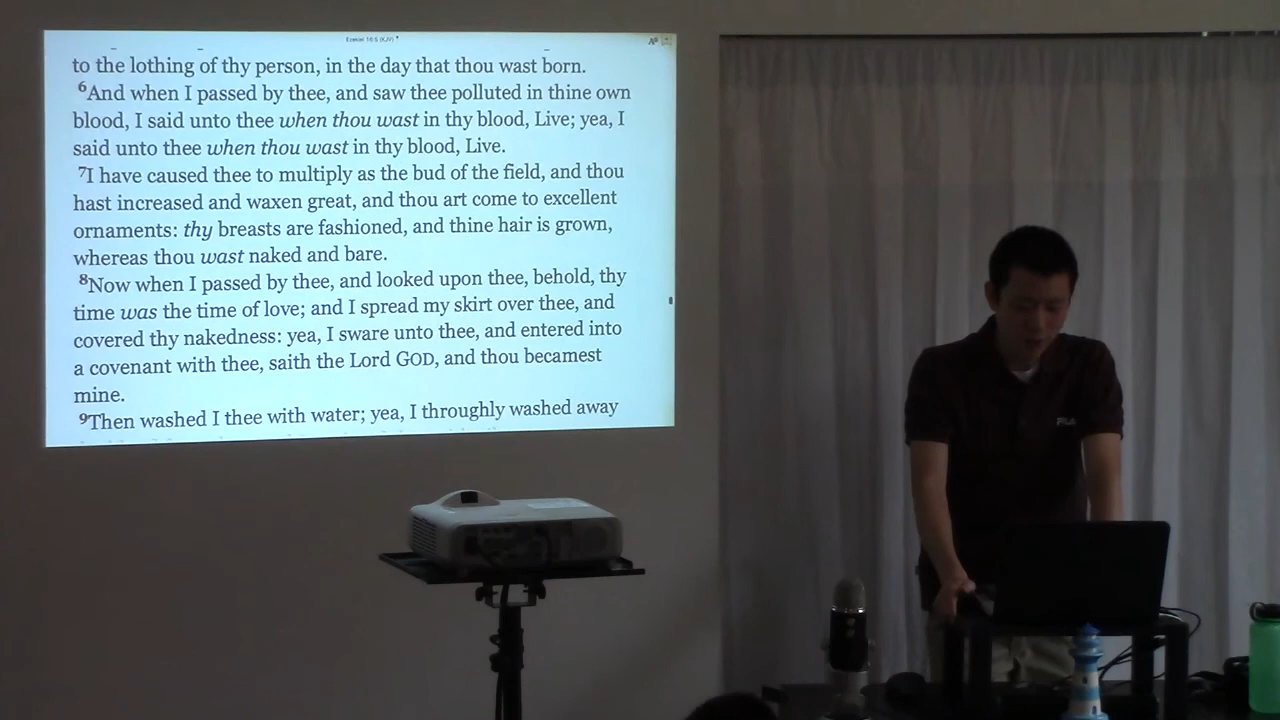 Ezekiel 16:5 (KJV)
to the lothing of thy person, in the day that thou wast born.
6And when I passed by thee, and saw thee polluted in thine own
blood, I said unto thee when thou wast in thy blood, Live; yea, I
said unto thee when thou wast in thy blood, Live.
7I have caused thee to multiply as the bud of the field, and thou
hast increased and waxen great, and thou art come to excellent
ornaments: thy breasts are fashioned, and thine hair is grown,
whereas thou wast naked and bare.
8Now when I passed by thee, and looked upon thee, behold, thy
time was the time of love; and I spread my skirt over thee, and
covered thy nakedness: yea, I sware unto thee, and entered into
a covenant with thee, saith the Lord GOD, and thou becamest
mine.
9Then washed I thee with water; yea, I throughly washed away
FILA